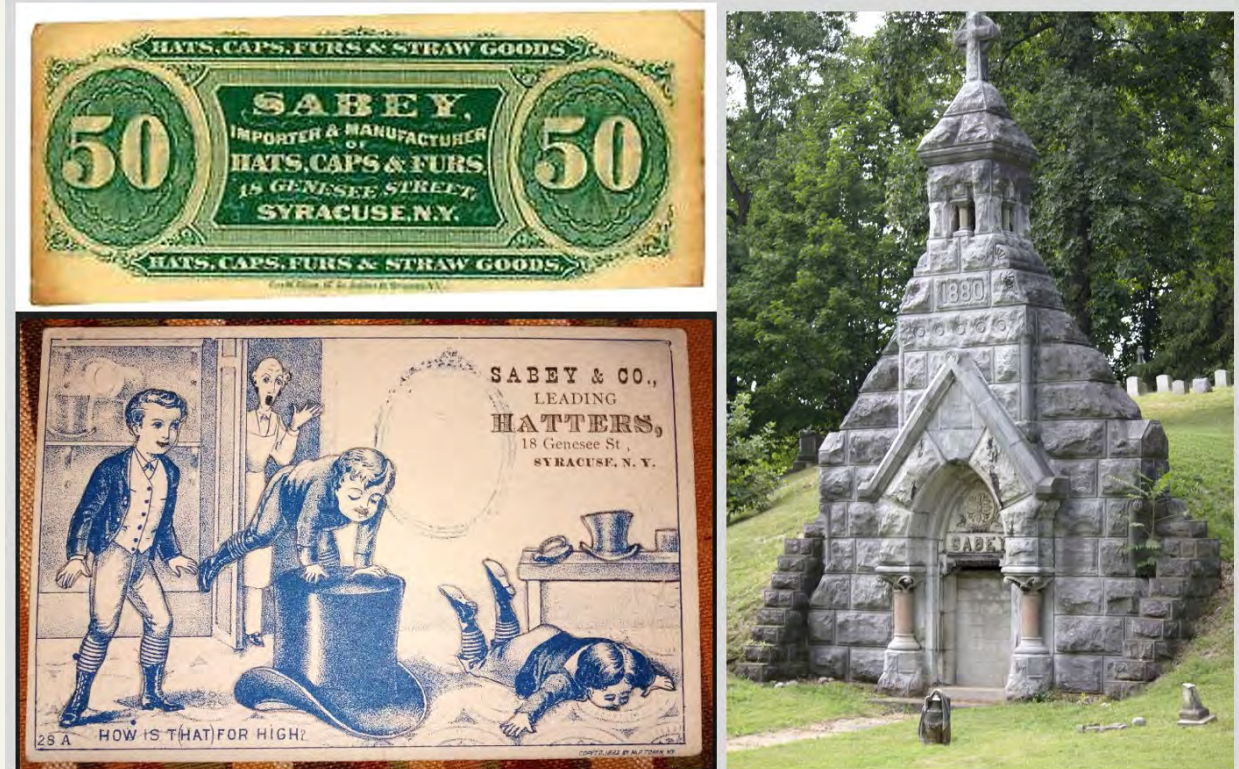 HATS, CAPS, FURS & STRAW GOODS
50
SABEY,
IMPORTER & MANUFACTURER
OF
HATS, CAPS & FURS,
18 GENESEE STREET,
SYRACUSE, N.Y.
50
HATS, CAPS, FURS & STRAW GOODS,
SABEY & CO.,
LEADING
HATTERS,
18 Genesee St,
SYRACUSE, N. Y.
28 A HOW IS T(HAT) FOR HIGH?
1880
SABEY